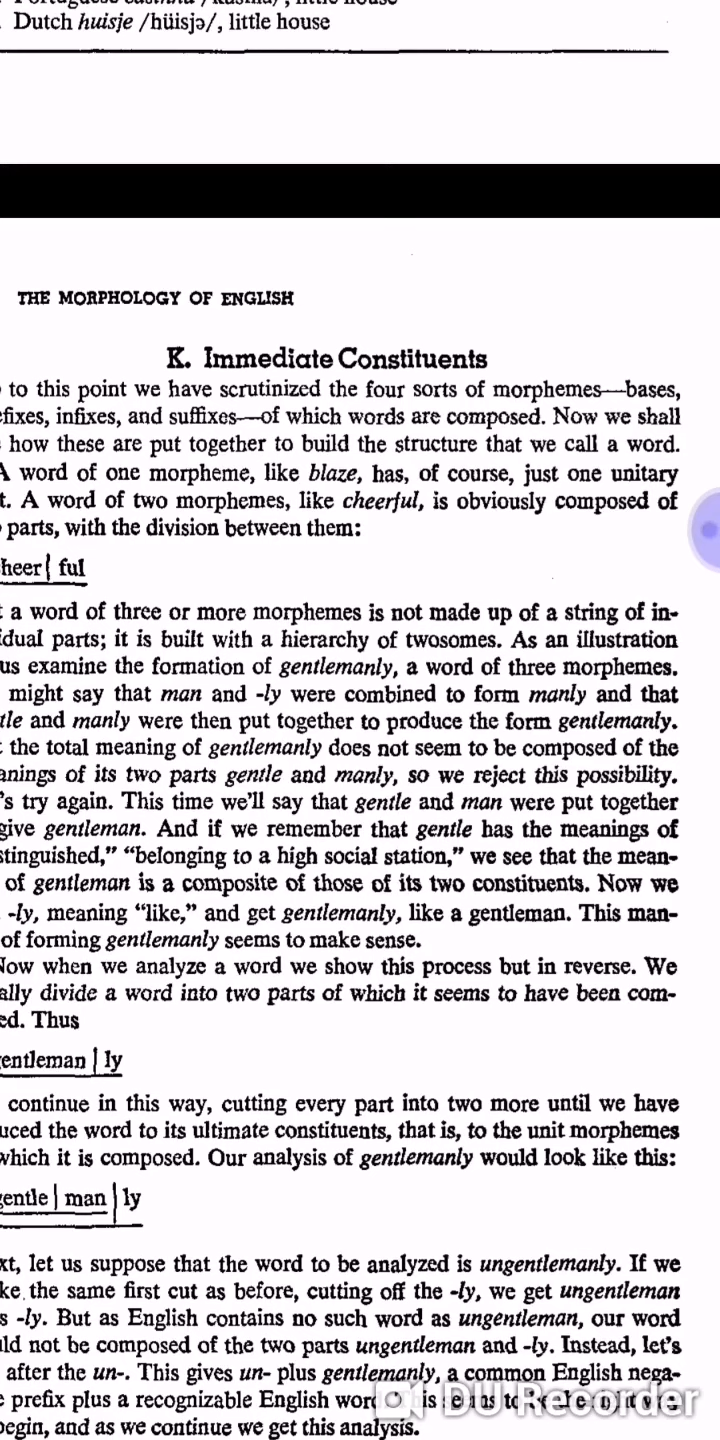 Dutch huisje /hüisjə/, little house
THE MORPHOLOGY OF ENGLISH
K. Immediate Constituents
to this point we have scrutinized the four sorts of morphemes—bases,
efixes, infixes, and suffixes—of which words are composed. Now we shall
how these are put together to build the structure that we call a word.
A word of one morpheme, like blaze, has, of course, just one unitary
t. A word of two morphemes, like cheerful, is obviously composed of
parts, with the division between them:
heer | ful
t a word of three or more morphemes is not made up of a string of in-
idual parts; it is built with a hierarchy of twosomes. As an illustration
us examine the formation of gentlemanly, a word of three morphemes.
might say that man and -ly were combined to form manly and that
tle and manly were then put together to produce the form gentlemanly.
t the total meaning of gentlemanly does not seem to be composed of the
anings of its two parts gentle and manly, so we reject this possibility.
's try again. This time we'll say that gentle and man were put together
give gentleman. And if we remember that gentle has the meanings of
stinguished," "belonging to a high social station," we see that the mean-
of gentleman is a composite of those of its two constituents. Now we
-ly, meaning "like," and get gentlemanly, like a gentleman. This man-
of forming gentlemanly seems to make sense.
Now when we analyze a word we show this process but in reverse. We
ally divide a word into two parts of which it seems to have been com-
ed. Thus
entleman | ly
continue in this way, cutting every part into two more until we have
uced the word to its ultimate constituents, that is, to the unit morphemes
which it is composed. Our analysis of gentlemanly would look like this:
gentle | man | ly
xt, let us suppose that the word to be analyzed is ungentlemanly. If we
ke the same first cut as before, cutting off the -ly, we get ungentleman
s -ly. But as English contains no such word as ungentleman, our word
uld not be composed of the two parts ungentleman and -ly. Instead, let's
after the un-. This gives un- plus gentlemanly, a common English nega-
e prefix plus a recognizable English word
DU Recorder
begin, and as we continue we get this analysis.